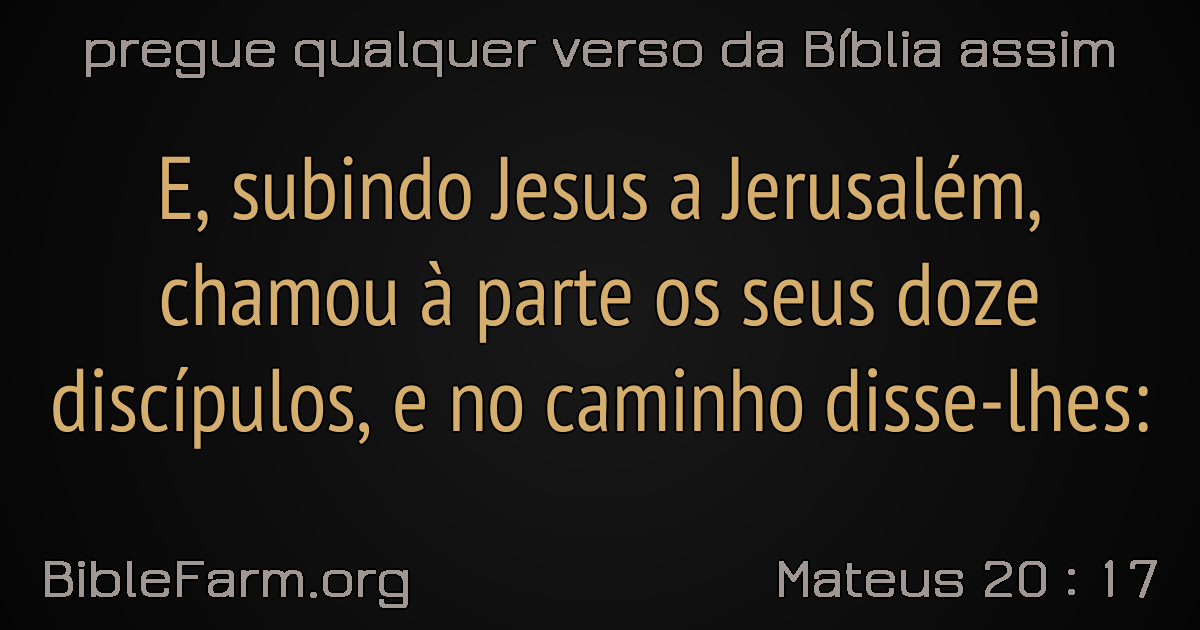 pregue qualquer verso da Bíblia assim
E, subindo Jesus a Jerusalém,
chamou à parte os seus doze
discípulos, e no caminho disse-lhes:
BibleFarm.org
Mateus 20 : 17